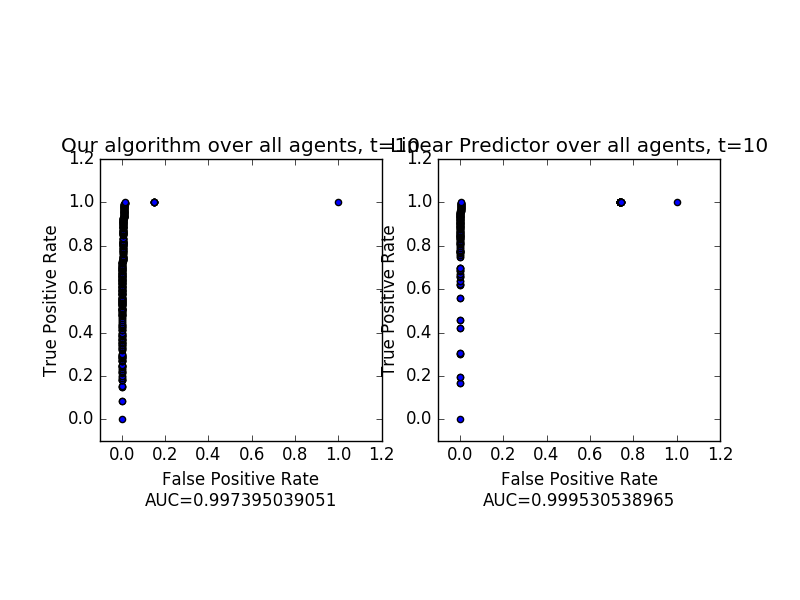 Our algorithm over all agents, t=10
Linear Predictor over all agents, t=10
1.2
1.0
0.8
0.6
0.4
0.2
0.0
True Positive Rate
0.0 0.2 0.4 0.6 0.8 1.0 1.2
False Positive Rate
AUC=0.997395039051
1.2
1.0
0.8
0.6
0.4
0.2
0.0
True Positive Rate
0.0 0.2 0.4 0.6 0.8 1.0 1.2
False Positive Rate
AUC=0.999530538965